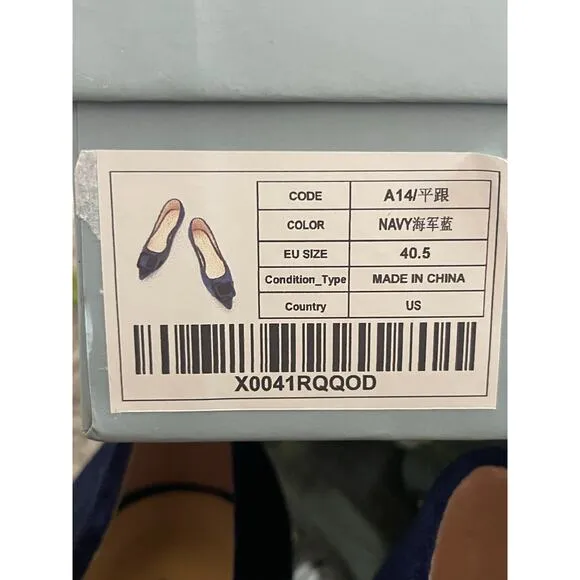 CODE A14/平跟
COLOR NAVY海军蓝
EU SIZE 40.5
Condition_Type MADE IN CHINA
Country US
X0041RQQOD